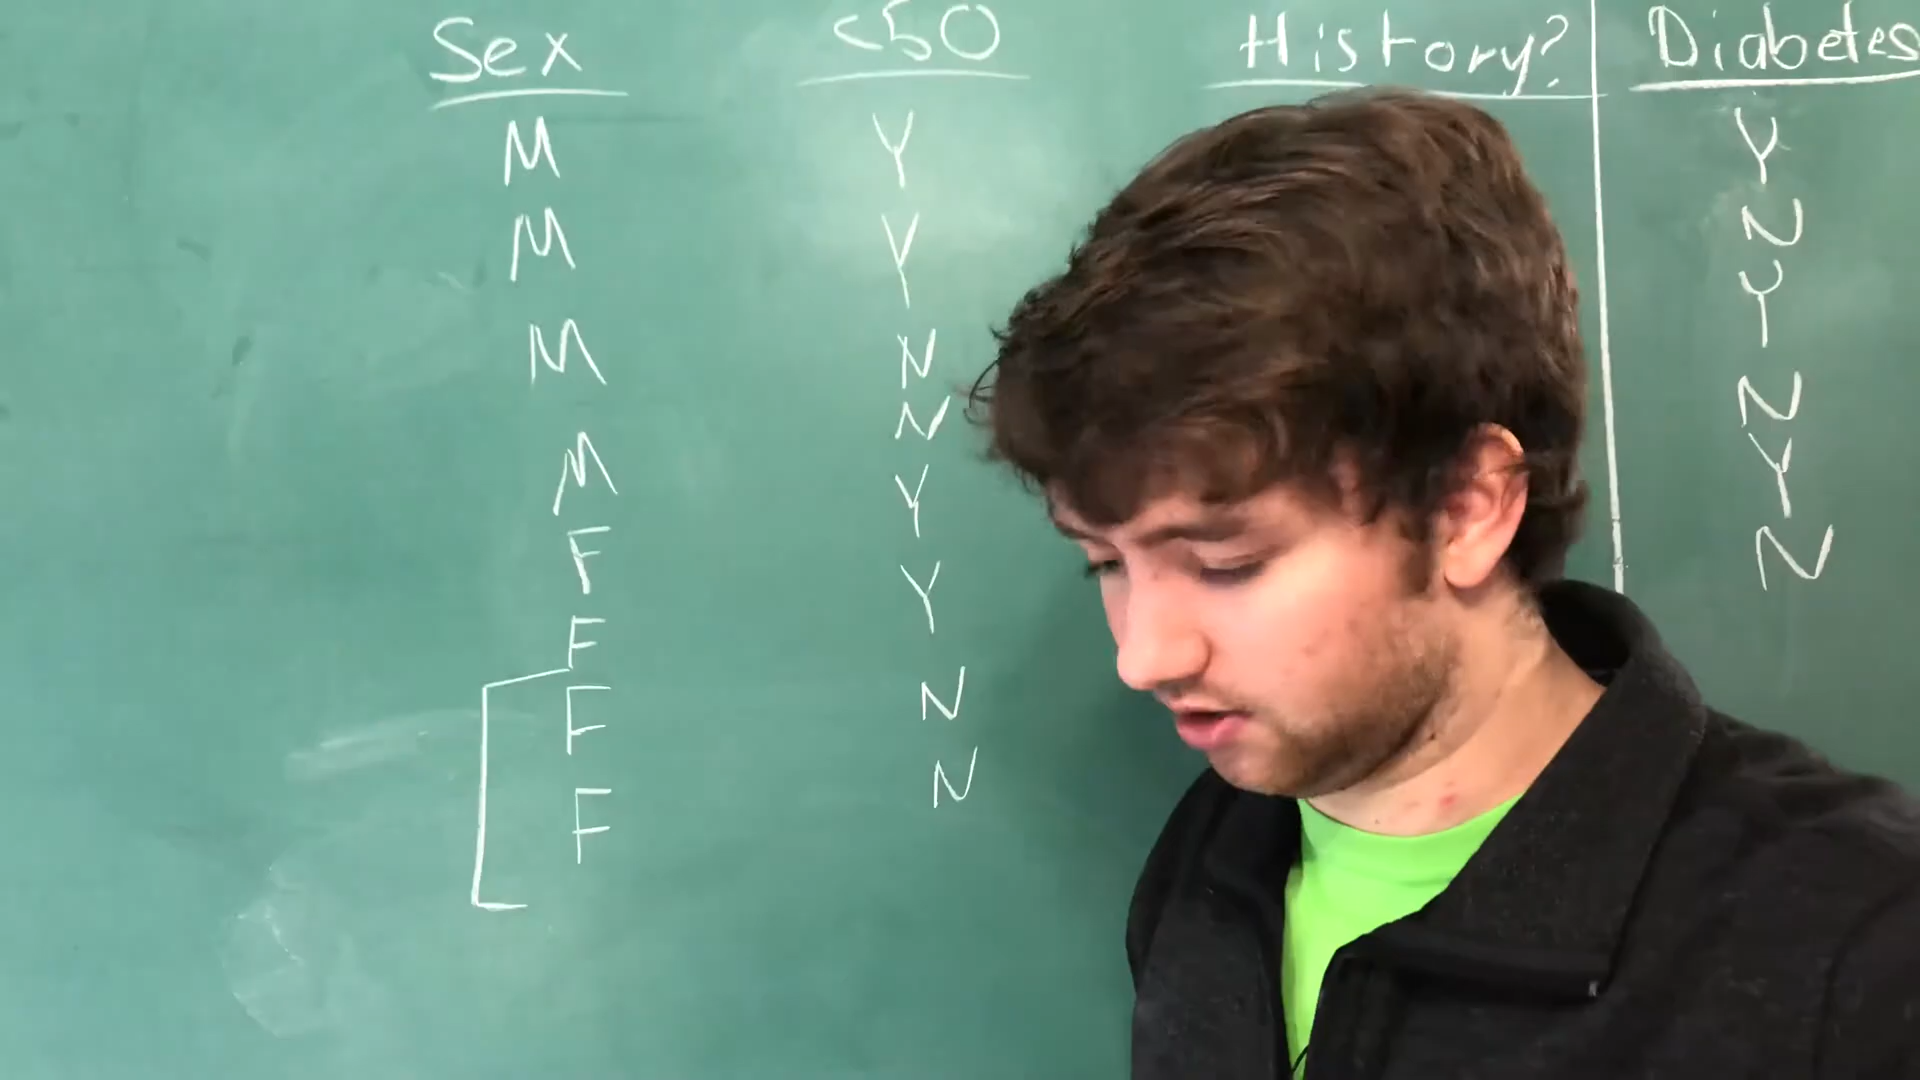 Sex <50 History? Diabetes
M Y Y
M Y N
M N Y
M N N
F Y Y
F Y N
F N
F N